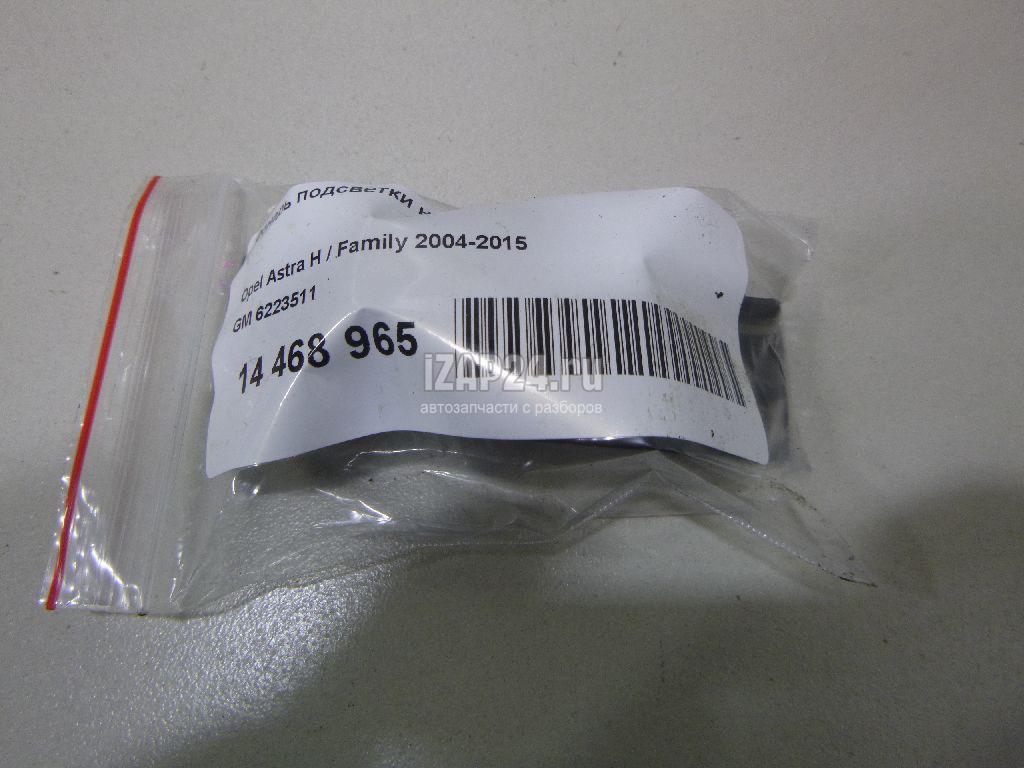 подсветки
Opel Astra H / Family 2004-2015
GM 6223511
14 468 965
iZAP24.ru
автозапчасти с разборов